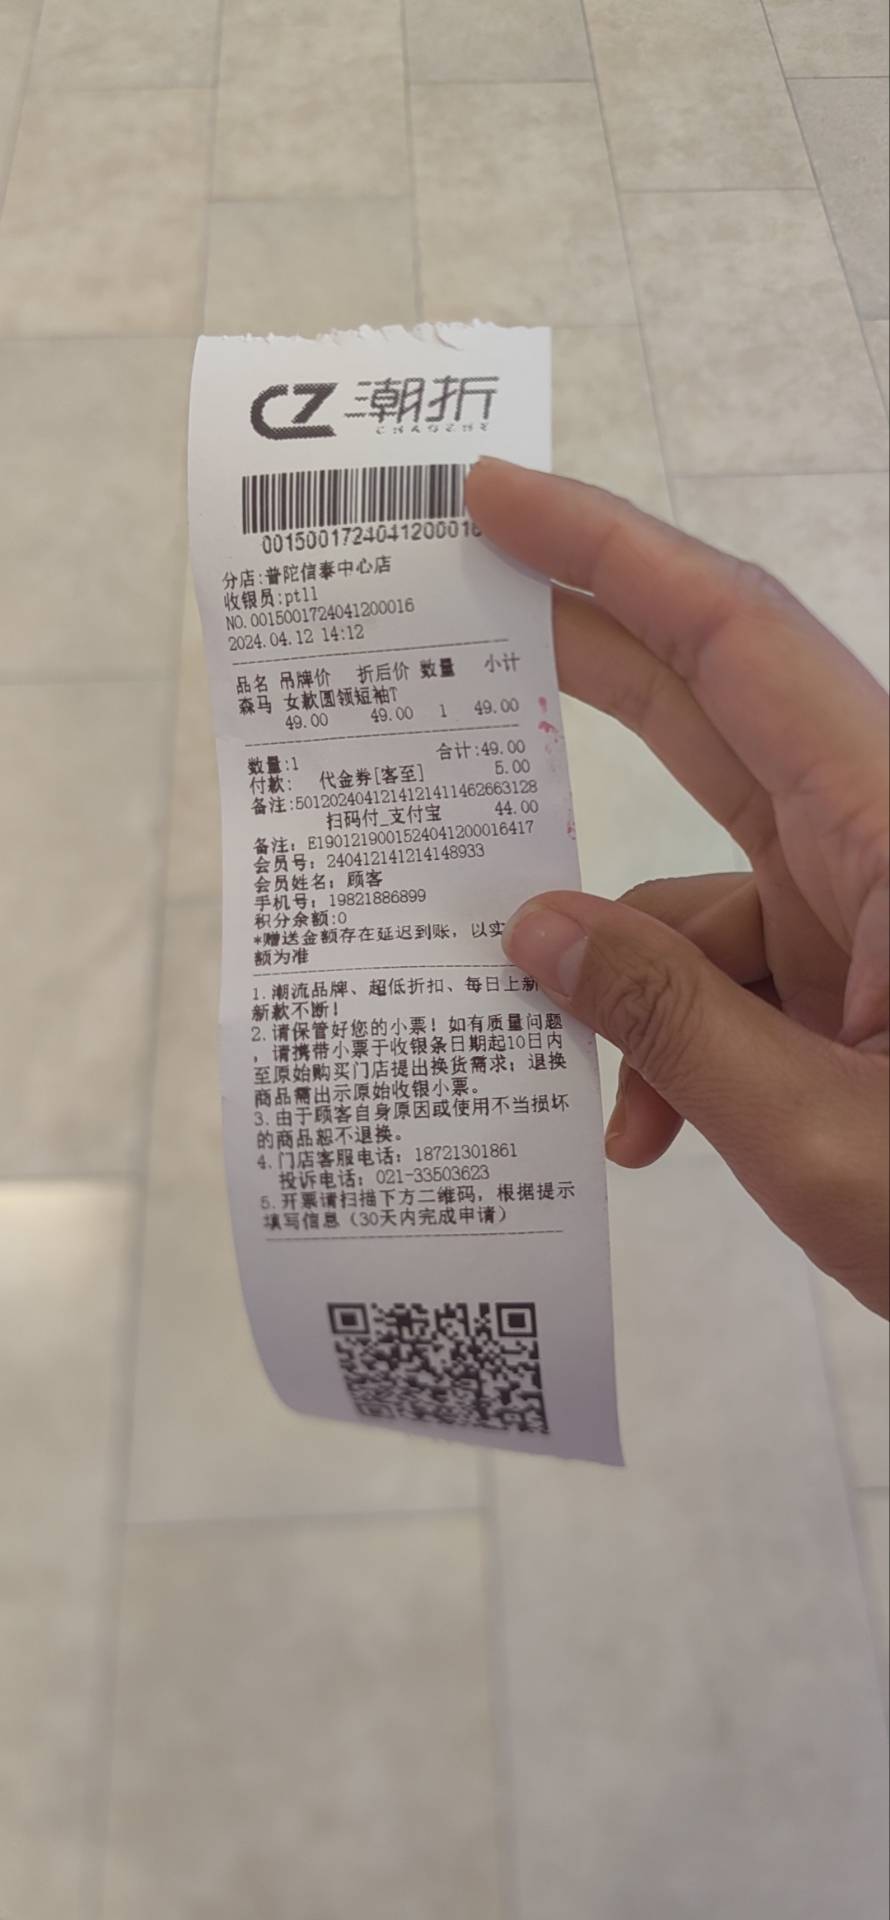 CZ 潮折
CHAOZHE
001500172404120001
分店:普陀信泰中心店
收银员:pt11
NO.0015001724041200016
2024.04.12 14:12
品名 吊牌价 折后价 数量 小计
森马 女款圆领短袖T
49.00 49.00 1 49.00
数量:1 合计:49.00
付款: 代金券[客至] 5.00
备注:5012024041214121411462663128
扫码付_支付宝 44.00
备注: E1901219001524041200016417
会员号: 240412141214148933
会员姓名: 顾客
手机号: 19821886899
积分余额:0
*赠送金额存在延迟到账, 以实
额为准
1.潮流品牌、超低折扣、每日上新
新款不断!
2.请保管好您的小票! 如有质量问题
, 请携带小票于收银条日期起10日内
至原始购买门店提出换货需求; 退换
商品需出示原始收银小票。
3.由于顾客自身原因或使用不当损坏
的商品恕不退换。
4.门店客服电话: 18721301861
投诉电话: 021-33503623
5.开票请扫描下方二维码, 根据提示
填写信息 (30天内完成申请)